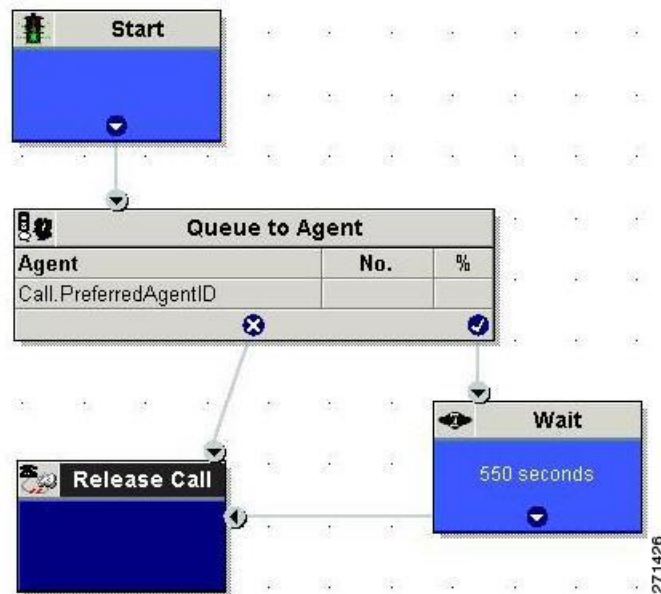 Start
Queue to Agent
Agent No. %
Call.PreferredAgentID
Wait
550 seconds
Release Call
271426